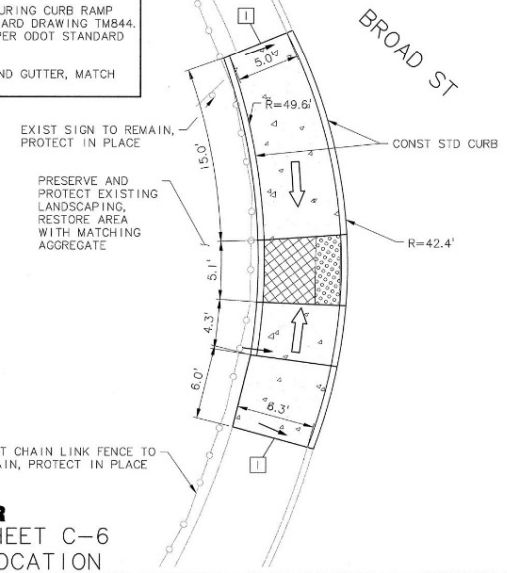 URING CURB RAMP
ARD DRAWING TM844.
PER ODOT STANDARD
ND GUTTER, MATCH
1
BROAD ST
5.0'
R=49.6'
EXIST SIGN TO REMAIN,
PROTECT IN PLACE
CONST STD CURB
15.0'
PRESERVE AND
PROTECT EXISTING
LANDSCAPING,
RESTORE AREA
WITH MATCHING
AGGREGATE
R=42.4'
5.1'
4.3'
6.0'
6.3'
T CHAIN LINK FENCE TO
AIN, PROTECT IN PLACE
1
R
HEET C-6
OCATION